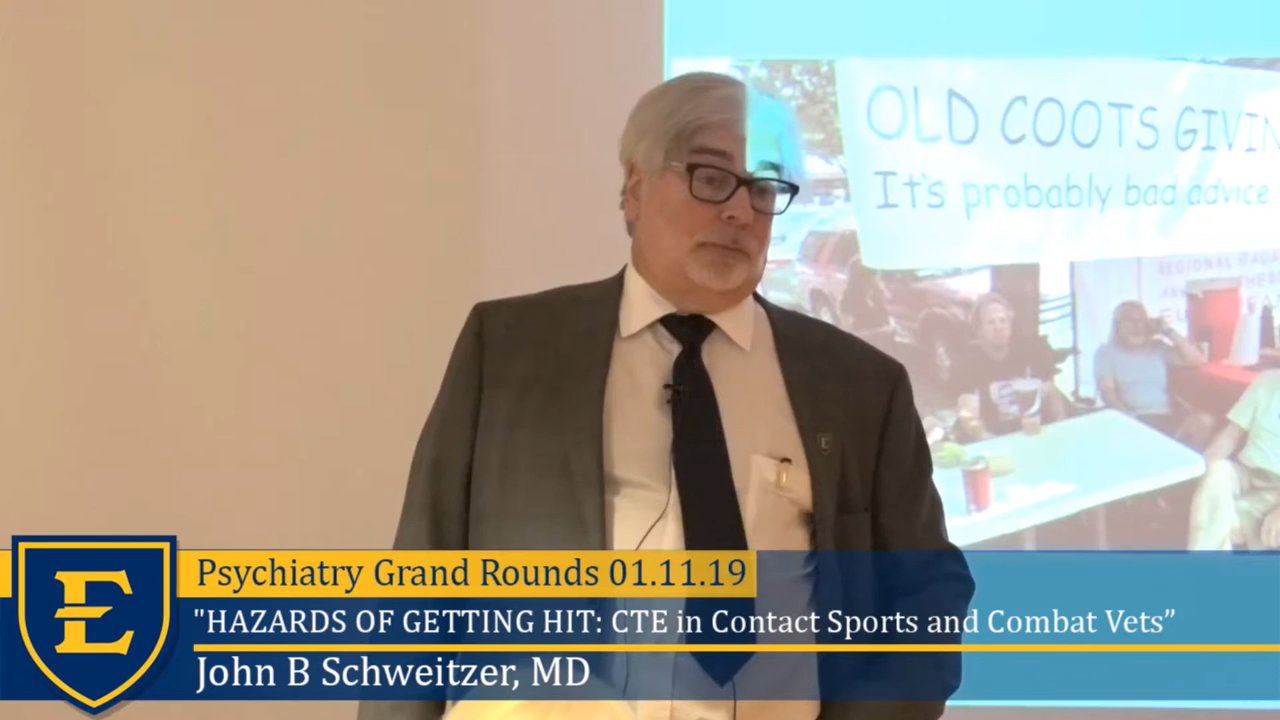 OLD COOTS GIVIN
It's probably bad advice
REGIONAL
E
Psychiatry Grand Rounds 01.11.19
"HAZARDS OF GETTING HIT: CTE in Contact Sports and Combat Vets”
John B Schweitzer, MD